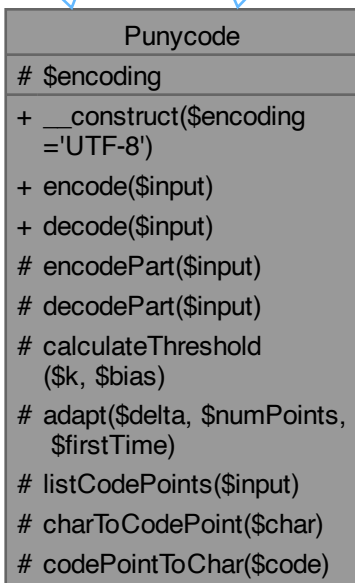 Punycode
# $encoding
+ __construct($encoding
='UTF-8')
+ encode($input)
+ decode($input)
# encodePart($input)
# decodePart($input)
# calculateThreshold
($k, $bias)
# adapt($delta, $numPoints,
$firstTime)
# listCodePoints($input)
# charToCodePoint($char)
# codePointToChar($code)